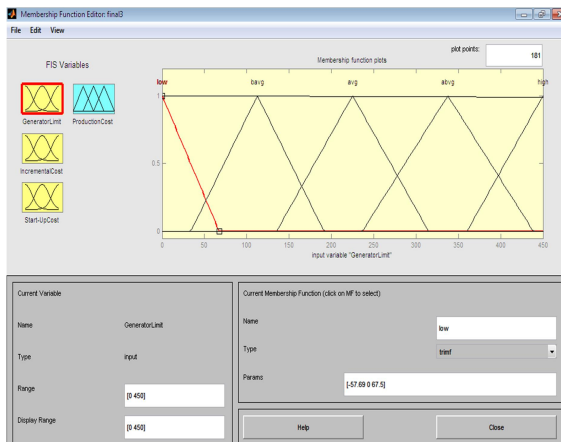 Membership Function Editor: final3
File Edit View
FIS Variables
GeneratorLimit
ProductionCost
IncrementalCost
Start-UpCost
plot points:
181
Membership function plots
low bavg avg abvg high
1
0.5
0
0 50 100 150 200 250 300 350 400 450
input variable "GeneratorLimit"
Current Variable
Name GeneratorLimit
Type input
Range [0 450]
Display Range [0 450]
Current Membership Function (click on MF to select)
Name low
Type trimf
Params [-57.69 0 67.5]
Help Close